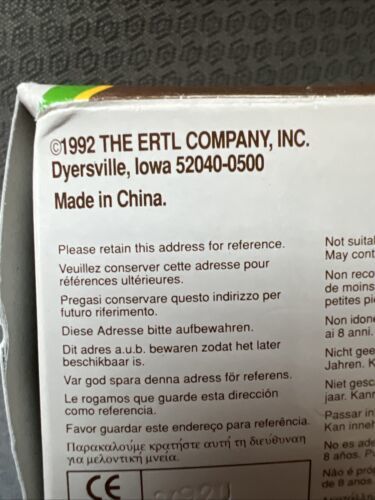 ©1992 THE ERTL COMPANY, INC.
Dyersville, Iowa 52040-0500
Made in China.
Please retain this address for reference.
Veuillez conserver cette adresse pour
références ultérieures.
Pregasi conservare questo indirizzo per
futuro riferimento.
Diese Adresse bitte aufbewahren.
Dit adres a.u.b. bewaren zodat het later
beschikbaar is.
Var god spara denna adress för referens.
Le rogamos que guarde esta dirección
como referencia.
Favor guardar este endereço para referência.
Παρακαλούμε κρατήστε αυτή τη διεύθυναη
για μελοντική μνεία.
CE
Not suital
May cont
Non reco
de moins
petites pi
Non idone
ai 8 anni.
Nicht gee
Jahren. K
Niet gesc
jaar. Kan
Passar in
Kan inneh
No es ade
8 años. P
Não é pró
de 8 anos